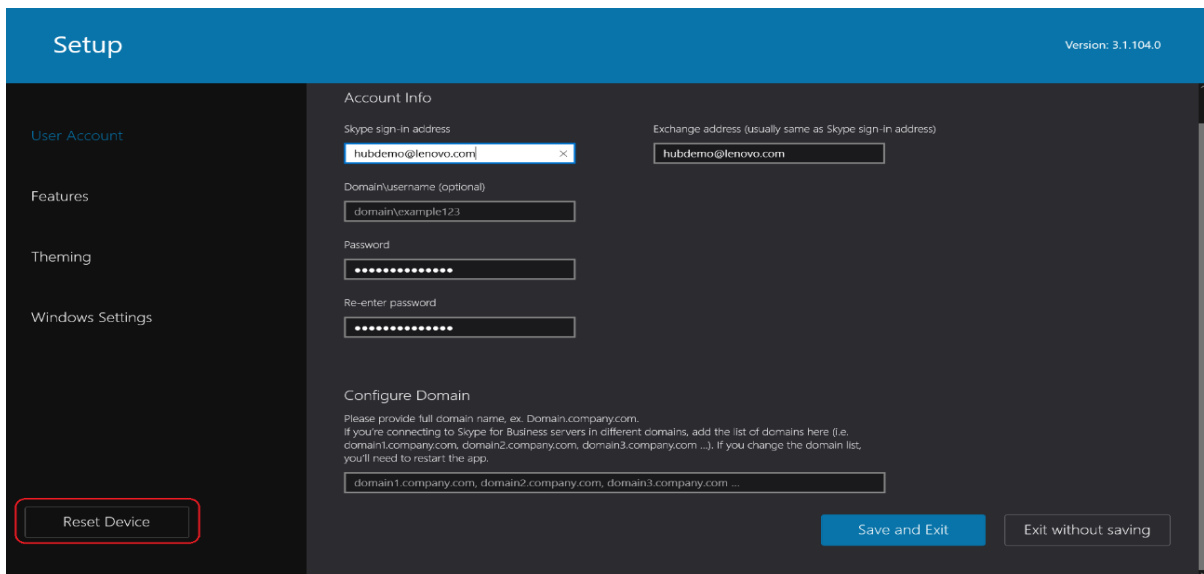 Setup
Version: 3.1.104.0
User Account
Features
Theming
Windows Settings
Reset Device
Account Info
Skype sign-in address
hubdemo@lenovo.com
Exchange address (usually same as Skype sign-in address)
hubdemo@lenovo.com
Domain\username (optional)
domain\example123
Password
••••••••••••••
Re-enter password
••••••••••••••
Configure Domain
Please provide full domain name, ex. Domain.company.com.
If you're connecting to Skype for Business servers in different domains, add the list of domains here (i.e.
domain1.company.com, domain2.company.com, domain3.company.com ...). If you change the domain list,
you'll need to restart the app.
domain1.company.com, domain2.company.com, domain3.company.com ...
Save and Exit
Exit without saving